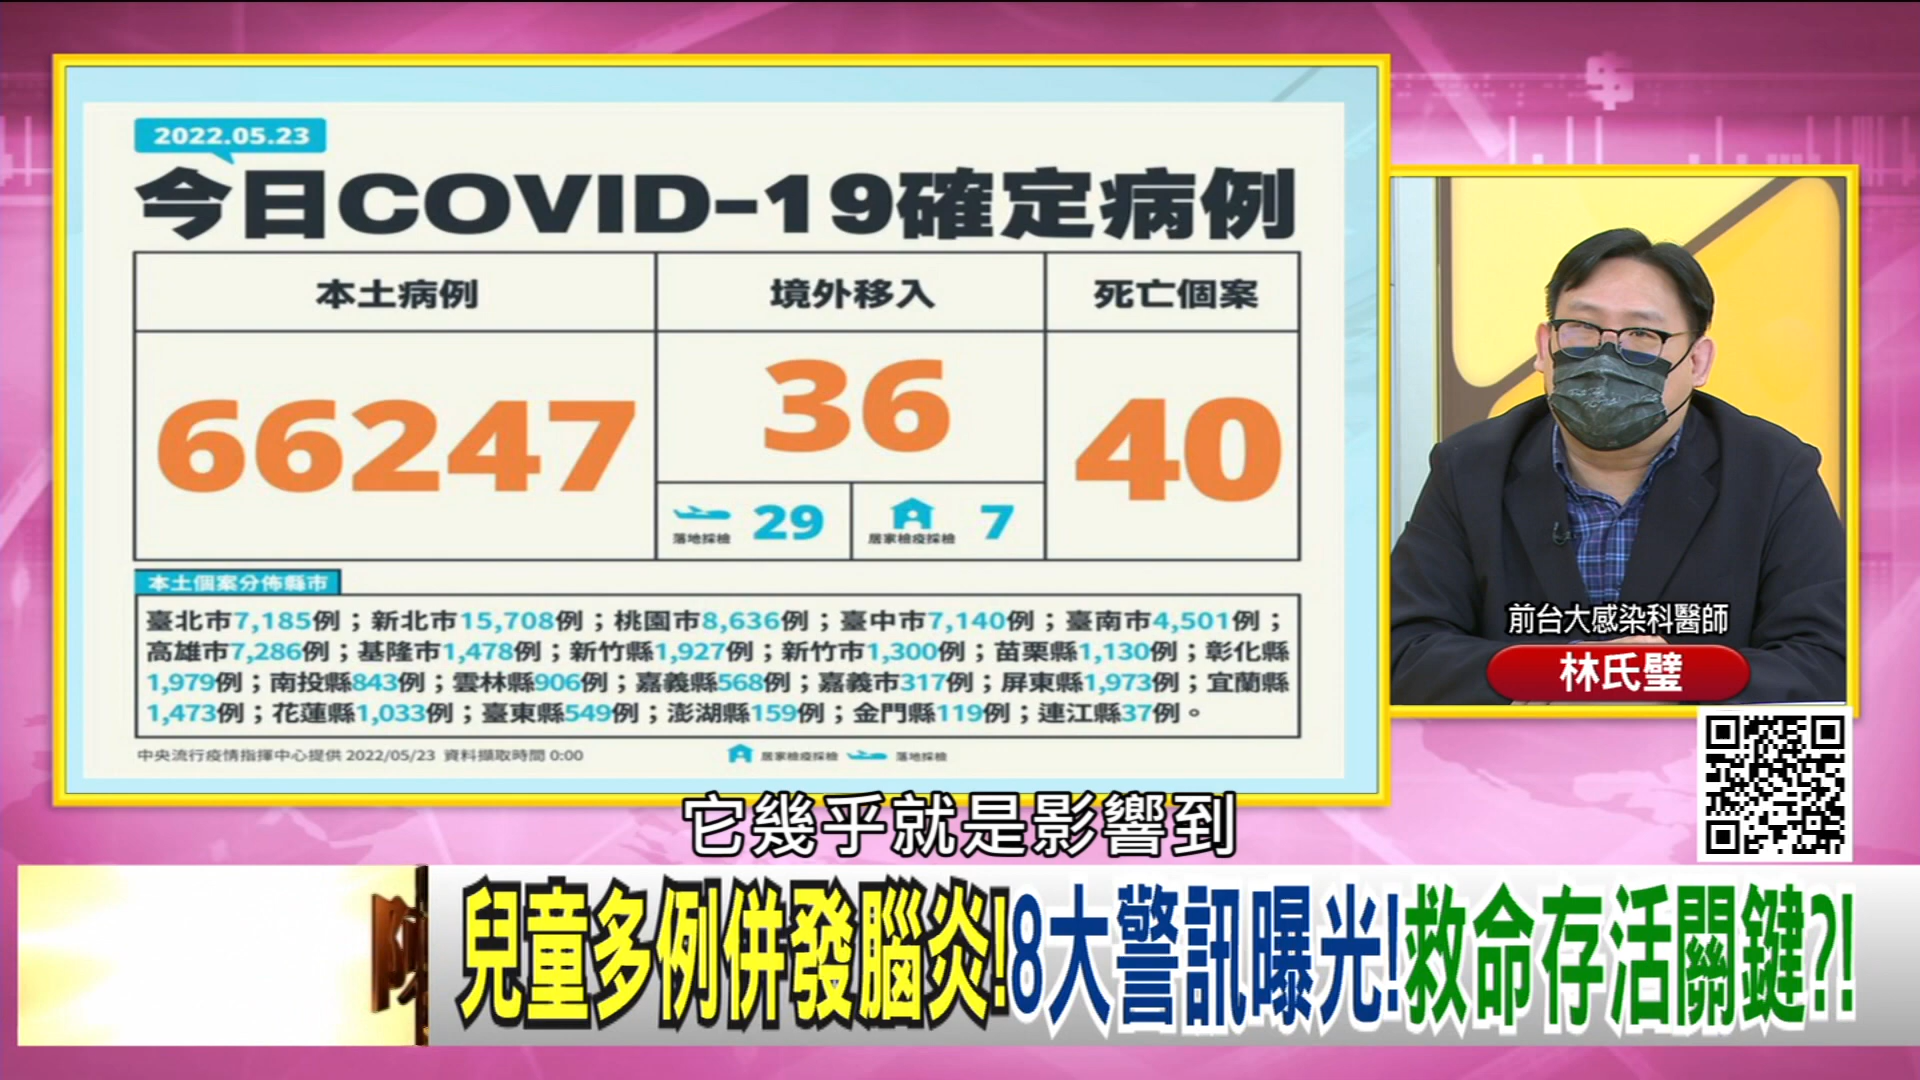 2022.05.23
今日COVID-19確定病例
本土病例
境外移入
死亡個案
66247
36
40
落地採檢
29
居家檢疫採檢
7
本土個案分佈縣市
臺北市7,185例；新北市15,708例；桃園市8,636例；臺中市7,140例；臺南市4,501例；
高雄市7,286例；基隆市1,478例；新竹縣1,927例；新竹市1,300例；苗栗縣1,130例；彰化縣
1,979例；南投縣843例；雲林縣906例；嘉義縣568例；嘉義市317例；屏東縣1,973例；宜蘭縣
1,473例；花蓮縣1,033例；臺東縣549例；澎湖縣159例；金門縣119例；連江縣37例。
中央流行疫情指揮中心提供 2022/05/23 資料擷取時間 0:00
居家檢疫採檢
落地採檢
前台大感染科醫師
林氏璧
它幾乎就是影響到
兒童多例併發腦炎!8大警訊曝光!救命存活關鍵?!